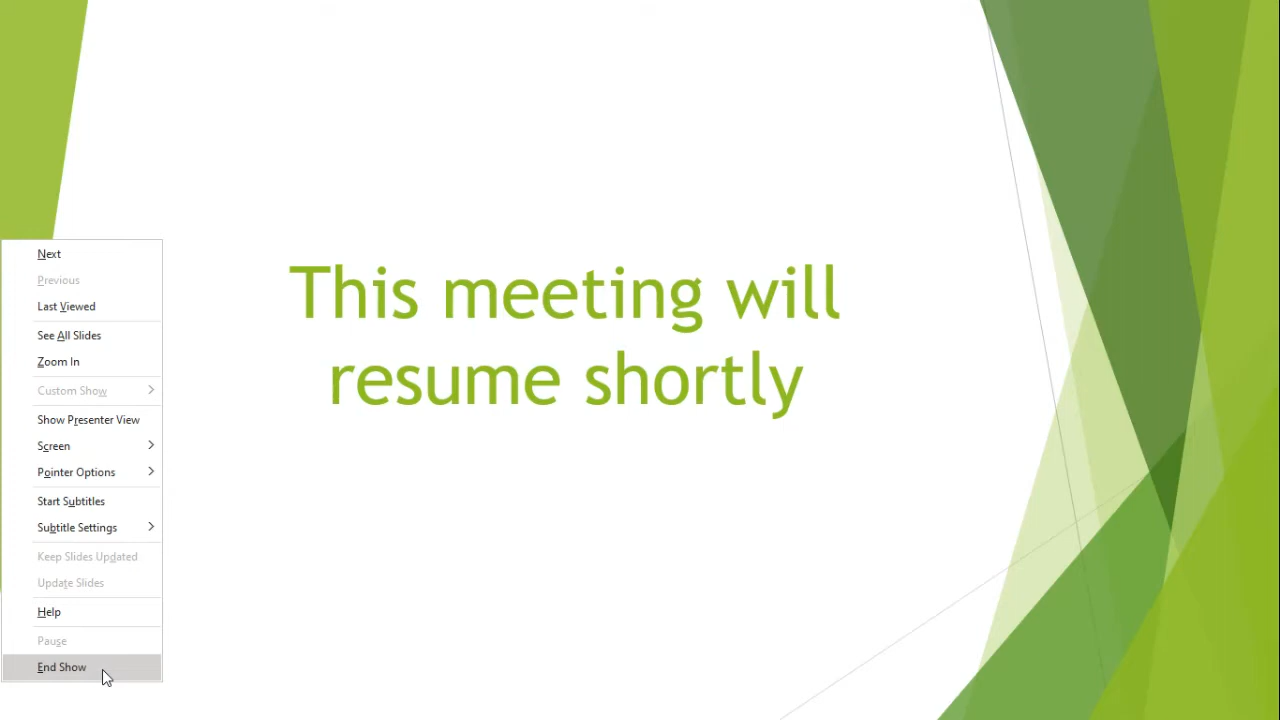 This meeting will
resume shortly
Next
Previous
Last Viewed
See All Slides
Zoom In
Custom Show
Show Presenter View
Screen
Pointer Options
Start Subtitles
Subtitle Settings
Keep Slides Updated
Update Slides
Help
Pause
End Show